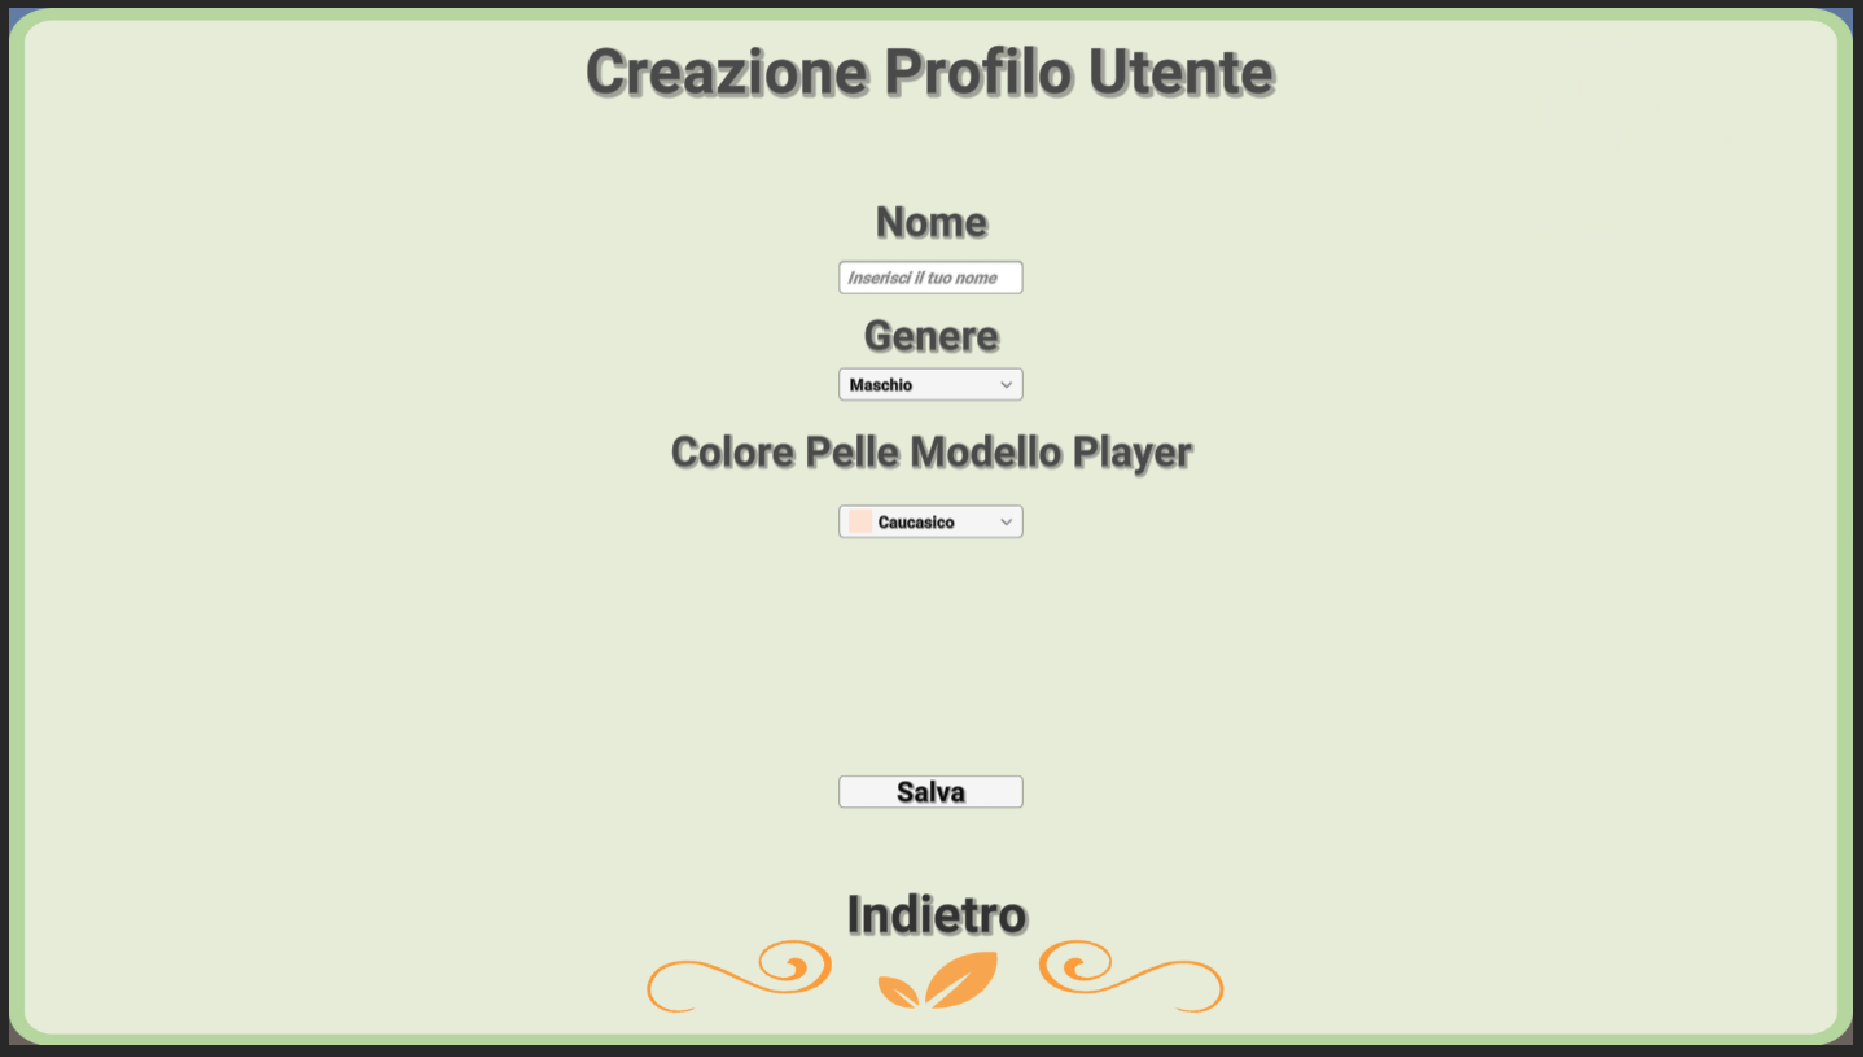 Creazione Profilo Utente
Nome
Inserisci il tuo nome
Genere
Maschio
Colore Pelle Modello Player
Caucasico
Salva
Indietro